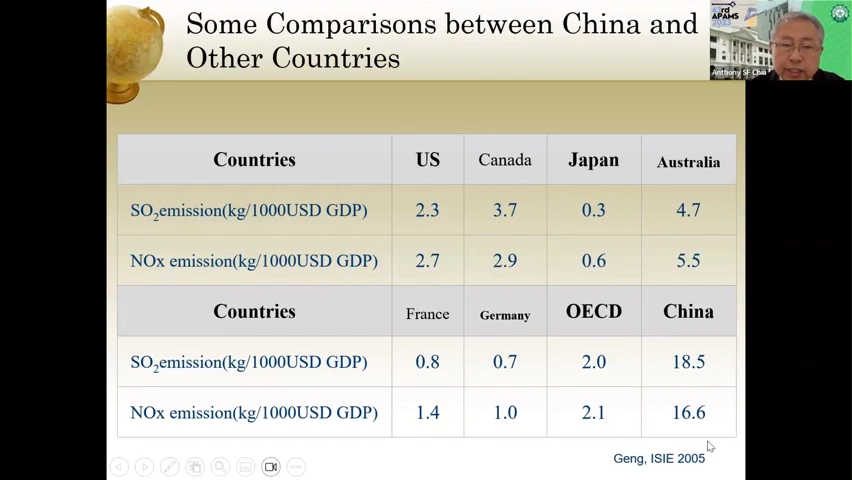 Some Comparisons between China and
Other Countries
rd
APAMS
2023
Anthony SF Chiu
Countries US Canada Japan Australia
SO2emission(kg/1000USD GDP) 2.3 3.7 0.3 4.7
NOx emission(kg/1000USD GDP) 2.7 2.9 0.6 5.5
Countries France Germany OECD China
SO2emission(kg/1000USD GDP) 0.8 0.7 2.0 18.5
NOx emission(kg/1000USD GDP) 1.4 1.0 2.1 16.6
Geng, ISIE 2005